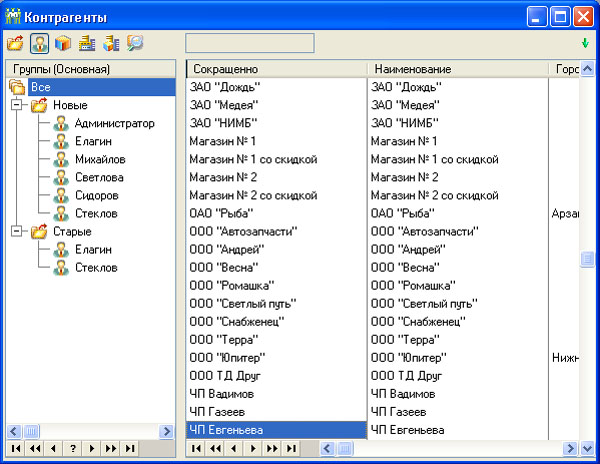 Контрагенты
Группы (Основная)
Все
Новые
Администратор
Елагин
Михайлов
Светлова
Сидоров
Стеклов
Старые
Елагин
Стеклов
?
Сокращенно Наименование Горо
ЗАО "Дождь" ЗАО "Дождь"
ЗАО "Медея" ЗАО "Медея"
ЗАО "НИМБ" ЗАО "НИМБ"
Магазин № 1 Магазин № 1
Магазин № 1 со скидкой Магазин № 1 со скидкой
Магазин № 2 Магазин № 2
Магазин № 2 со скидкой Магазин № 2 со скидкой
ОАО "Рыба" ОАО "Рыба" Арза
ООО "Автозапчасти" ООО "Автозапчасти"
ООО "Андрей" ООО "Андрей"
ООО "Весна" ООО "Весна"
ООО "Ромашка" ООО "Ромашка"
ООО "Светлый путь" ООО "Светлый путь"
ООО "Снабженец" ООО "Снабженец"
ООО "Терра" ООО "Терра"
ООО "Юпитер" ООО "Юпитер" Нижн
ООО ТД Друг ООО ТД Друг
ЧП Вадимов ЧП Вадимов
ЧП Газеев ЧП Газеев
ЧП Евгеньева ЧП Евгеньева